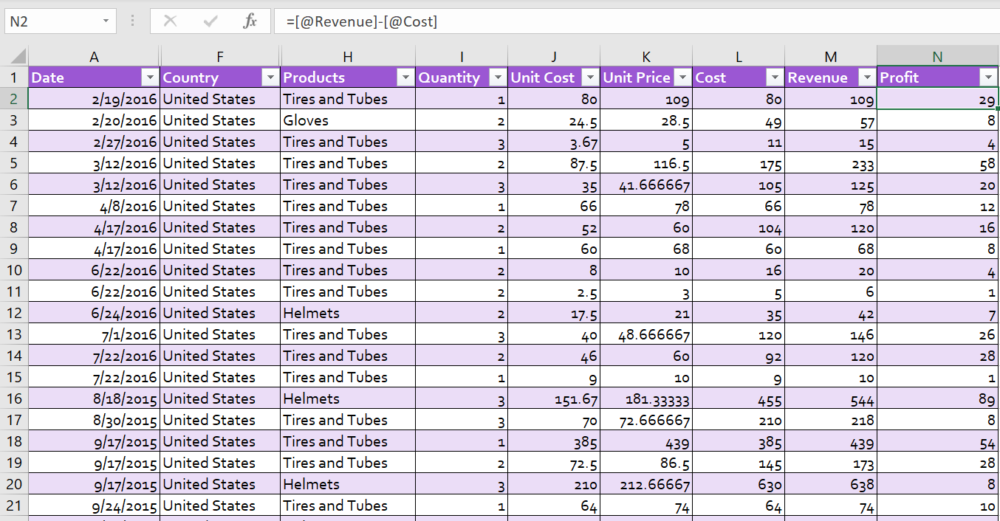 N2 fx =[@Revenue]-[@Cost]
A F H I J K L M N
1 Date Country Products Quantity Unit Cost Unit Price Cost Revenue Profit
2 2/19/2016 United States Tires and Tubes 1 80 109 80 109 29
3 2/20/2016 United States Gloves 2 24.5 28.5 49 57 8
4 2/27/2016 United States Tires and Tubes 3 3.67 5 11 15 4
5 3/12/2016 United States Tires and Tubes 2 87.5 116.5 175 233 58
6 3/12/2016 United States Tires and Tubes 3 35 41.666667 105 125 20
7 4/8/2016 United States Tires and Tubes 1 66 78 66 78 12
8 4/17/2016 United States Tires and Tubes 2 52 60 104 120 16
9 4/17/2016 United States Tires and Tubes 1 60 68 60 68 8
10 6/22/2016 United States Tires and Tubes 2 8 10 16 20 4
11 6/22/2016 United States Tires and Tubes 2 2.5 3 5 6 1
12 6/24/2016 United States Helmets 2 17.5 21 35 42 7
13 7/1/2016 United States Tires and Tubes 3 40 48.666667 120 146 26
14 7/22/2016 United States Tires and Tubes 2 46 60 92 120 28
15 7/22/2016 United States Tires and Tubes 1 9 10 9 10 1
16 8/18/2015 United States Helmets 3 151.67 181.33333 455 544 89
17 8/30/2015 United States Tires and Tubes 3 70 72.666667 210 218 8
18 9/17/2015 United States Tires and Tubes 1 385 439 385 439 54
19 9/17/2015 United States Tires and Tubes 2 72.5 86.5 145 173 28
20 9/17/2015 United States Helmets 3 210 212.66667 630 638 8
21 9/24/2015 United States Tires and Tubes 1 64 74 64 74 10